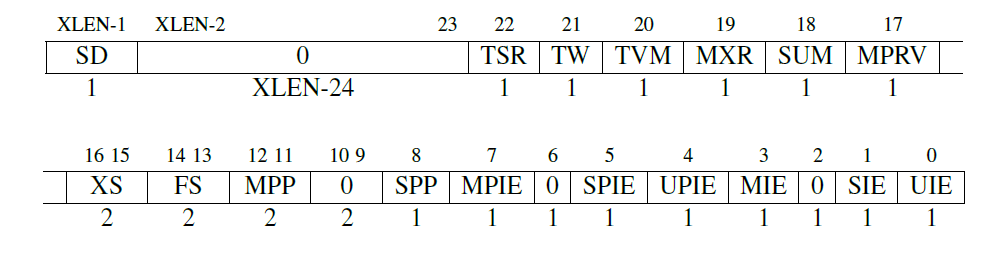 XLEN-1 XLEN-2 23 22 21 20 19 18 17
SD 0 TSR TW TVM MXR SUM MPRV
1 XLEN-24 1 1 1 1 1 1
16 15 14 13 12 11 10 9 8 7 6 5 4 3 2 1 0
XS FS MPP 0 SPP MPIE 0 SPIE UPIE MIE 0 SIE UIE
2 2 2 2 1 1 1 1 1 1 1 1 1